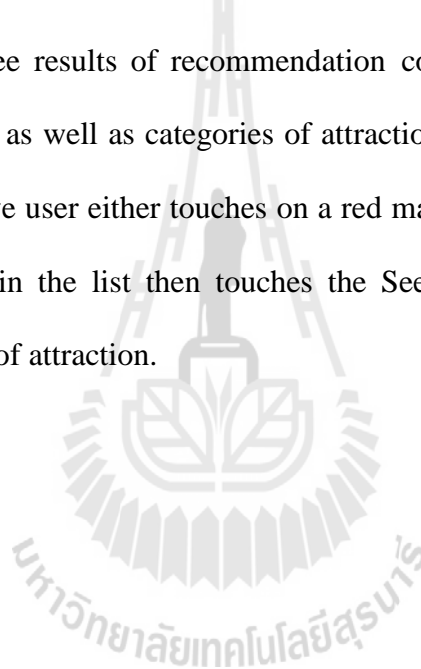 ee results of recommendation co
as well as categories of attractio
ve user either touches on a red ma
in the list then touches the See
of attraction.
มหาวิทยาลัยเทคโนโลยีสุรนารี